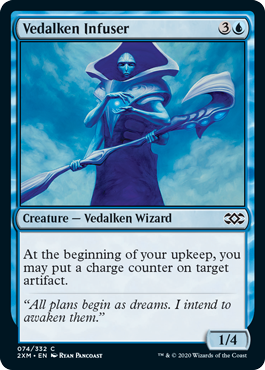 Vedalken Infuser 3
Creature — Vedalken Wizard
At the beginning of your upkeep, you
may put a charge counter on target
artifact.
“All plans begin as dreams. I intend to
awaken them.”
1/4
074/332 C
2XM • EN Ryan Pancoast
™ & © 2020 Wizards of the Coast